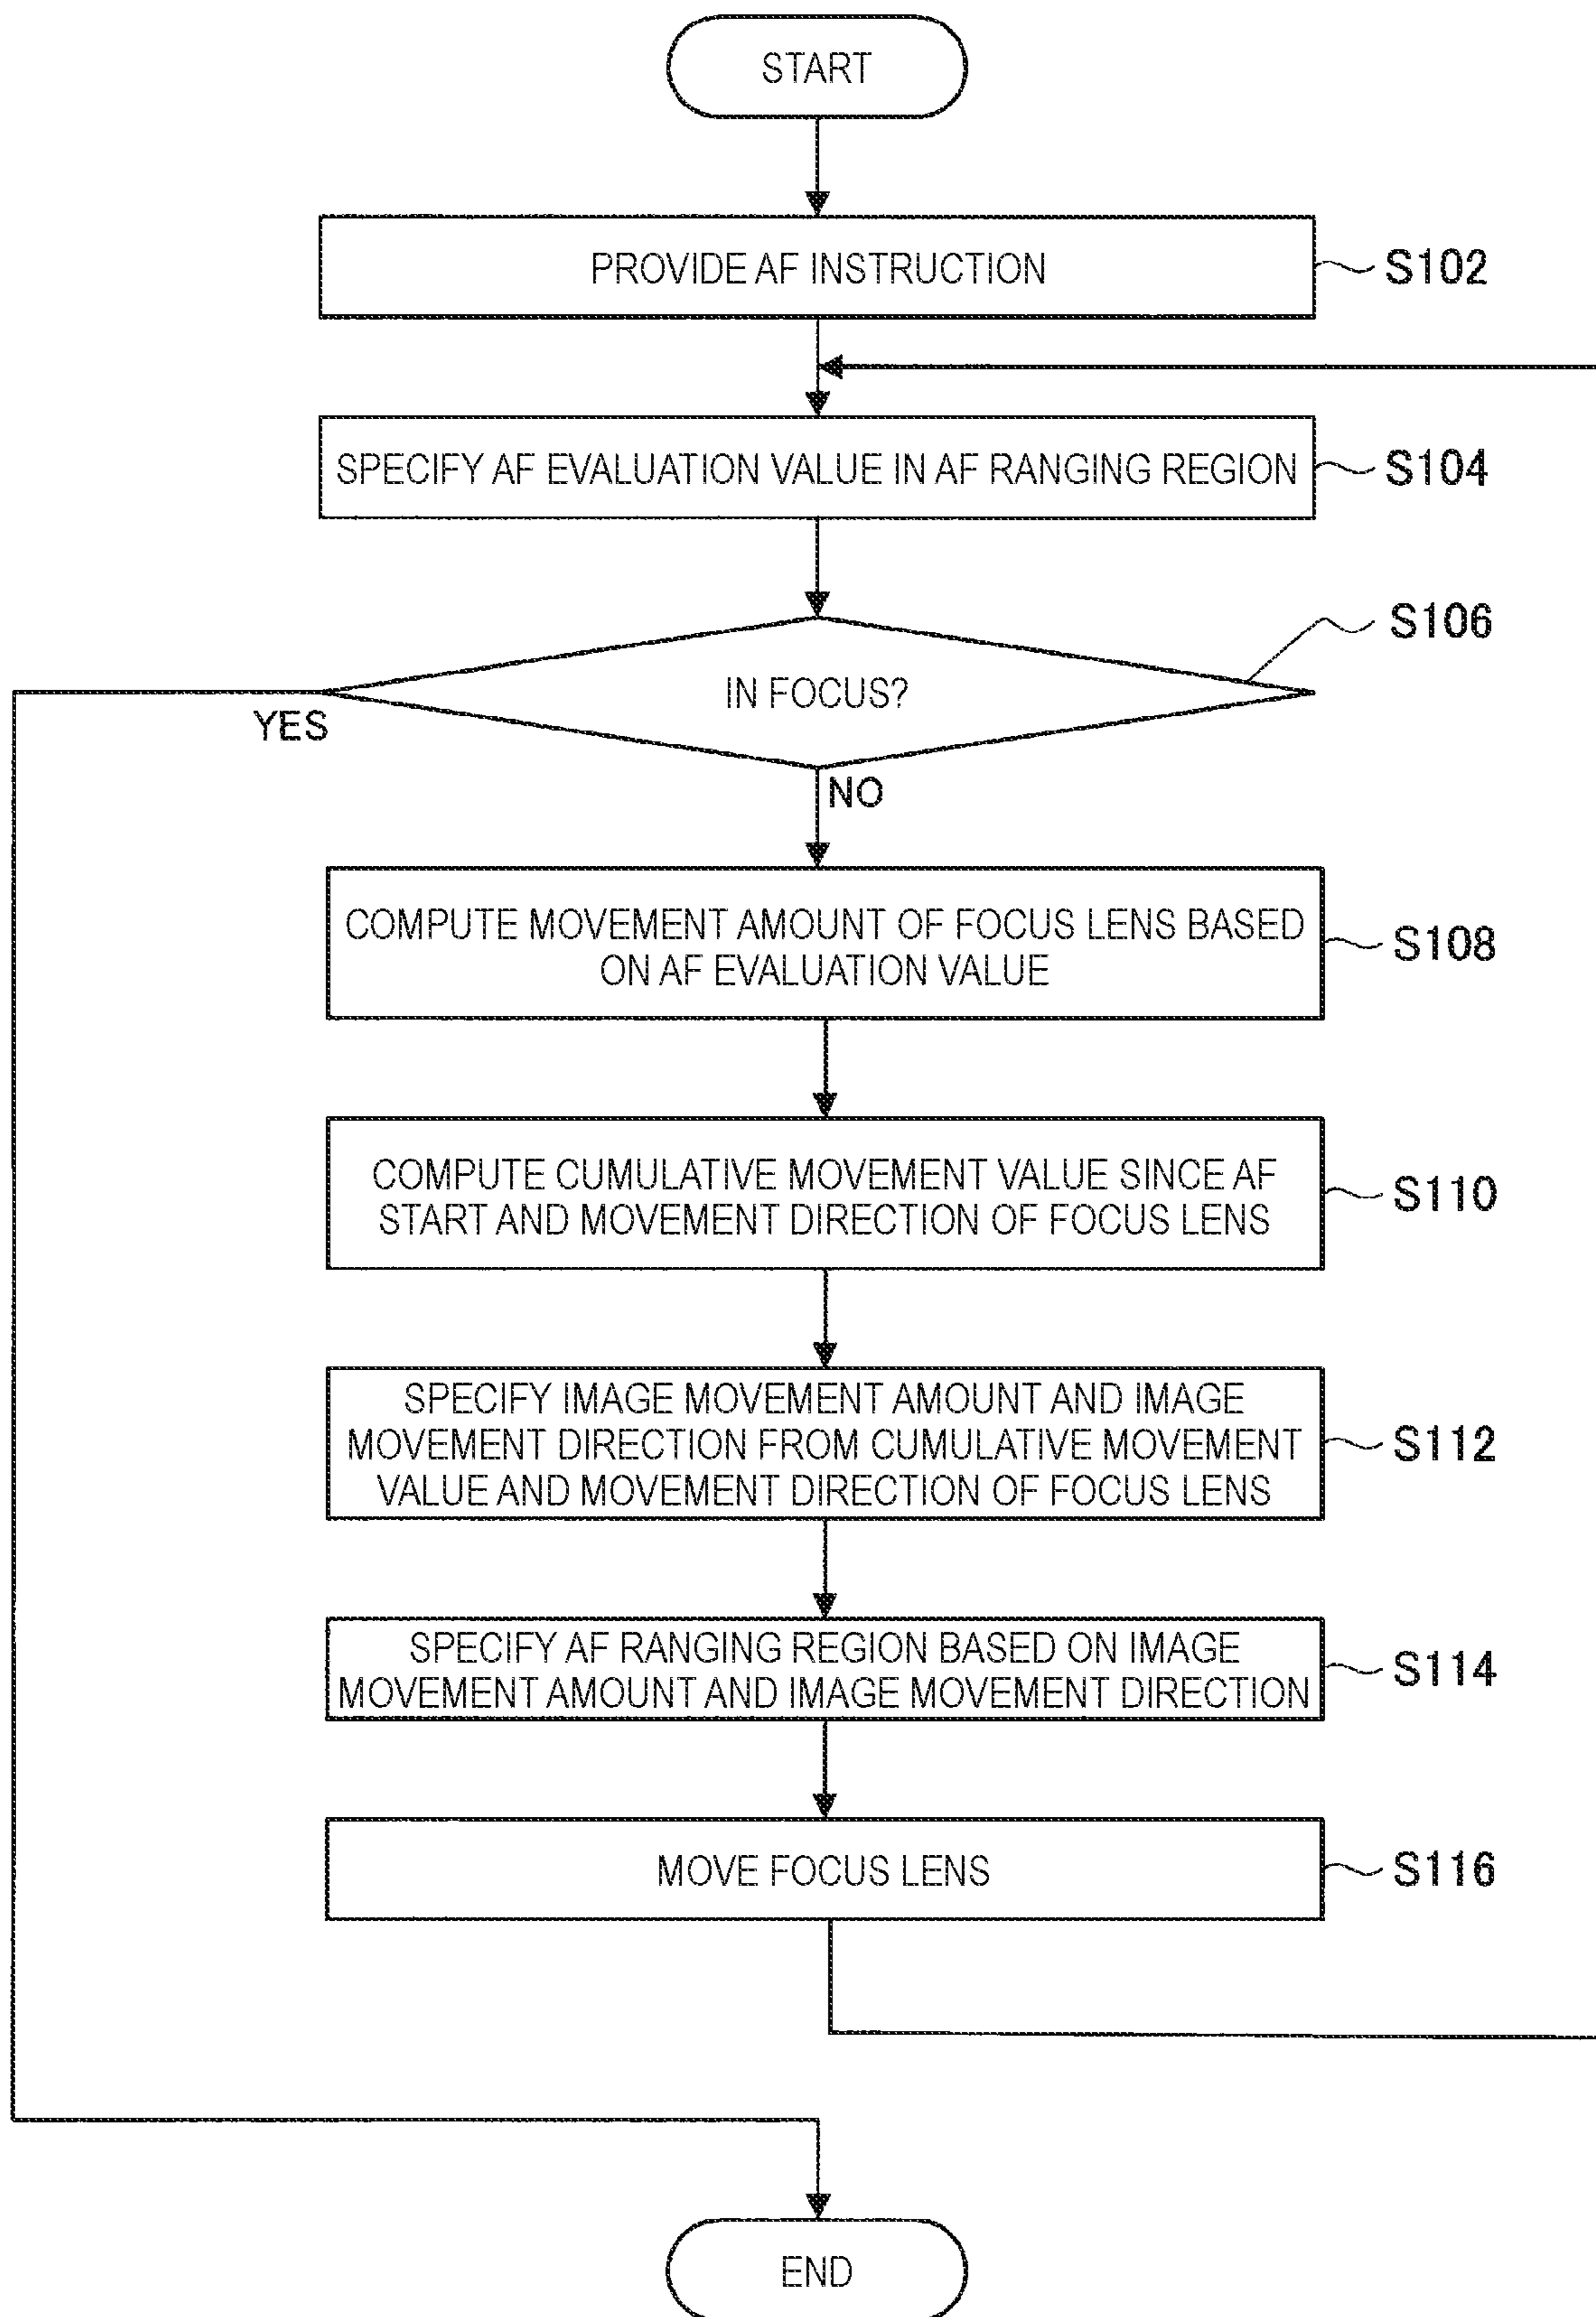 START
PROVIDE AF INSTRUCTION
S102
SPECIFY AF EVALUATION VALUE IN AF RANGING REGION
S104
S106
IN FOCUS?
YES
NO
COMPUTE MOVEMENT AMOUNT OF FOCUS LENS BASED
ON AF EVALUATION VALUE
S108
COMPUTE CUMULATIVE MOVEMENT VALUE SINCE AF
START AND MOVEMENT DIRECTION OF FOCUS LENS
S110
SPECIFY IMAGE MOVEMENT AMOUNT AND IMAGE
MOVEMENT DIRECTION FROM CUMULATIVE MOVEMENT
VALUE AND MOVEMENT DIRECTION OF FOCUS LENS
S112
SPECIFY AF RANGING REGION BASED ON IMAGE
MOVEMENT AMOUNT AND IMAGE MOVEMENT DIRECTION
S114
MOVE FOCUS LENS
S116
END